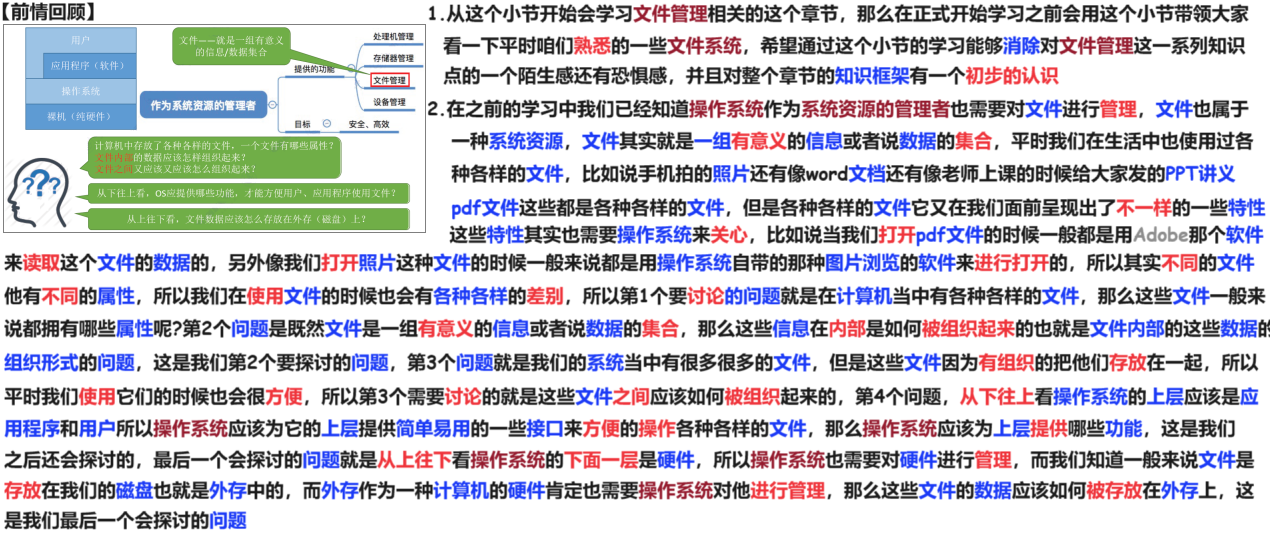 【前情回顾】
用户
应用程序（软件）
操作系统
裸机（纯硬件）
文件——就是一组有意义
的信息/数据集合
作为系统资源的管理者
提供的功能
处理机管理
存储器管理
文件管理
设备管理
目标
安全、高效
计算机中存放了各种各样的文件，一个文件有哪些属性？
文件内部的数据应该怎样组织起来？
文件之间又应该又应该怎么组织起来？
从下往上看，OS应提供哪些功能，才能方便用户、应用程序使用文件？
从上往下看，文件数据应该怎么存放在外存（磁盘）上？
1.从这个小节开始会学习文件管理相关的这个章节，那么在正式开始学习之前会用这个小节带领大家
看一下平时咱们熟悉的一些文件系统，希望通过这个小节的学习能够消除对文件管理这一系列知识
点的一个陌生感还有恐惧感，并且对整个章节的知识框架有一个初步的认识
2.在之前的学习中我们已经知道操作系统作为系统资源的管理者也需要对文件进行管理，文件也属于
一种系统资源，文件其实就是一组有意义的信息或者说数据的集合，平时我们在生活中也使用过各
种各样的文件，比如说手机拍的照片还有像word文档还有像老师上课的时候给大家发的PPT讲义
pdf文件这些都是各种各样的文件，但是各种各样的文件它又在我们面前呈现出了不一样的一些特性
这些特性其实也需要操作系统来关心，比如说当我们打开pdf文件的时候一般都是用Adobe那个软件
来读取这个文件的数据的，另外像我们打开照片这种文件的时候一般来说都是用操作系统自带的那种图片浏览的软件来进行打开的，所以其实不同的文件
他有不同的属性，所以我们在使用文件的时候也会有各种各样的差别，所以第1个要讨论的问题就是在计算机当中有各种各样的文件，那么这些文件一般来
说都拥有哪些属性呢?第2个问题是既然文件是一组有意义的信息或者说数据的集合，那么这些信息在内部是如何被组织起来的也就是文件内部的这些数据的
组织形式的问题，这是我们第2个要探讨的问题，第3个问题就是我们的系统当中有很多很多的文件，但是这些文件因为有组织的把他们存放在一起，所以
平时我们使用它们的时候也会很方便，所以第3个需要讨论的就是这些文件之间应该如何被组织起来的，第4个问题，从下往上看操作系统的上层应该是应
用程序和用户所以操作系统应该为它的上层提供简单易用的一些接口来方便的操作各种各样的文件，那么操作系统应该为上层提供哪些功能，这是我们
之后还会探讨的，最后一个会探讨的问题就是从上往下看操作系统的下面一层是硬件，所以操作系统也需要对硬件进行管理，而我们知道一般来说文件是
存放在我们的磁盘也就是外存中的，而外存作为一种计算机的硬件肯定也需要操作系统对他进行管理，那么这些文件的数据应该如何被存放在外存上，这
是我们最后一个会探讨的问题